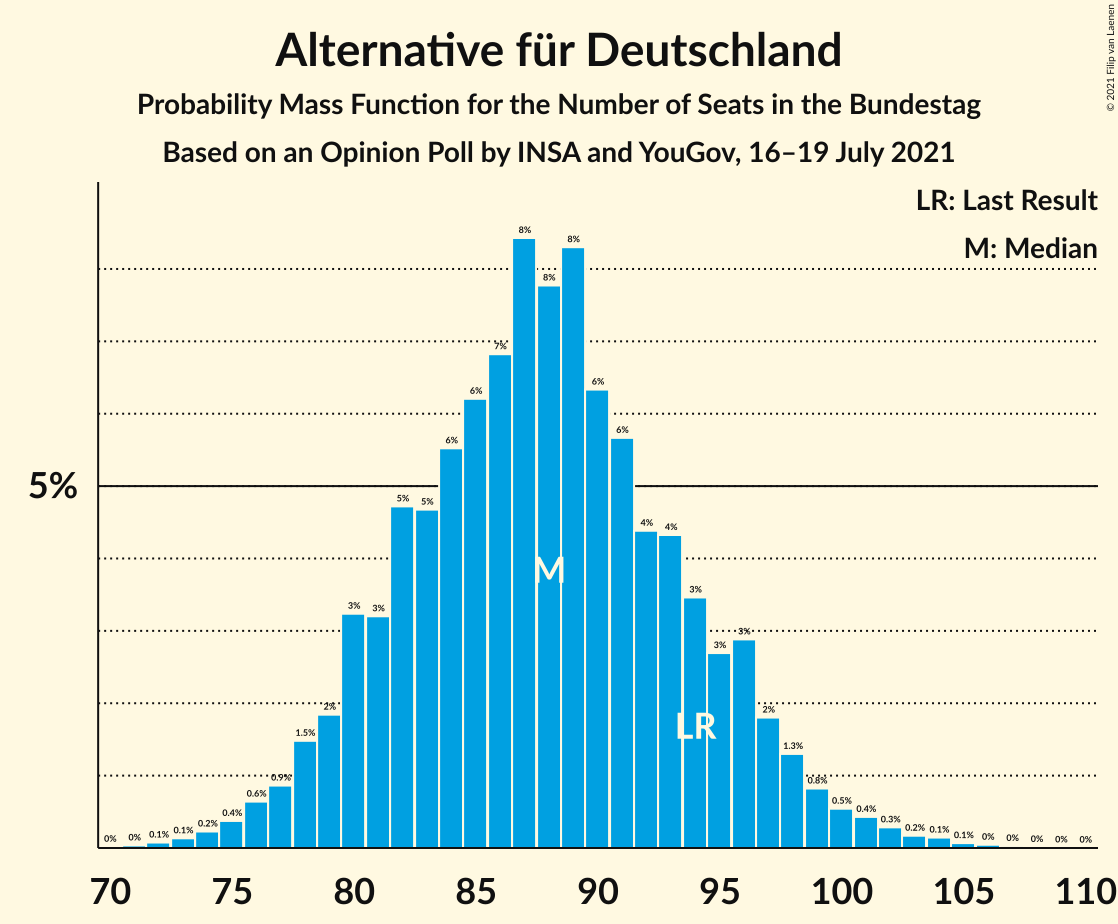 Alternative für Deutschland
Probability Mass Function for the Number of Seats in the Bundestag
Based on an Opinion Poll by INSA and YouGov, 16–19 July 2021
© 2021 Filip van Laenen
LR: Last Result
M: Median
5%
0% 0% 0.1% 0.1% 0.2% 0.4% 0.6% 0.9% 1.5% 2% 3% 3% 5% 5% 6% 6% 7% 8% 8% 8% 6% 6% 4% 4% 3% 3% 3% 2% 1.3% 0.8% 0.5% 0.4% 0.3% 0.2% 0.1% 0.1% 0% 0% 0% 0% 0%
M
LR
70 75 80 85 90 95 100 105 110